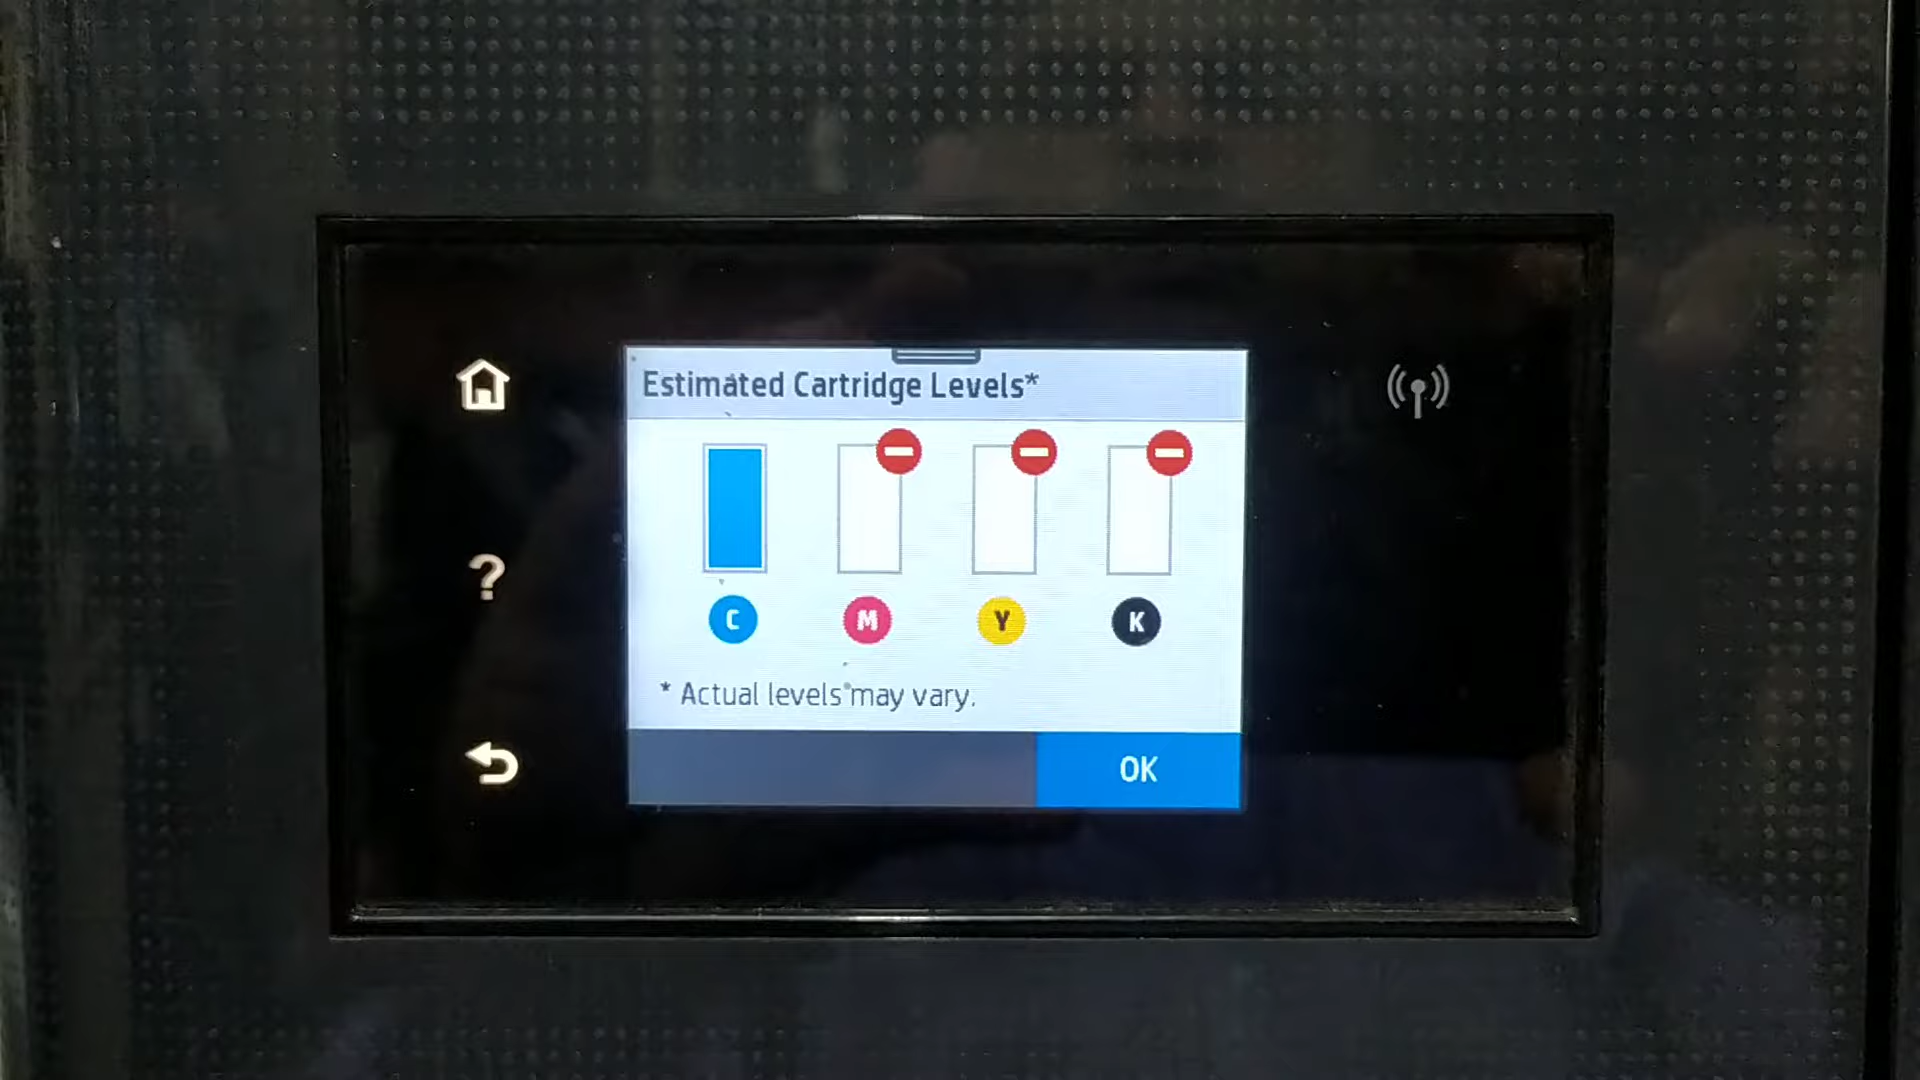 Estimated Cartridge Levels*
C M Y K
* Actual levels may vary.
OK
?